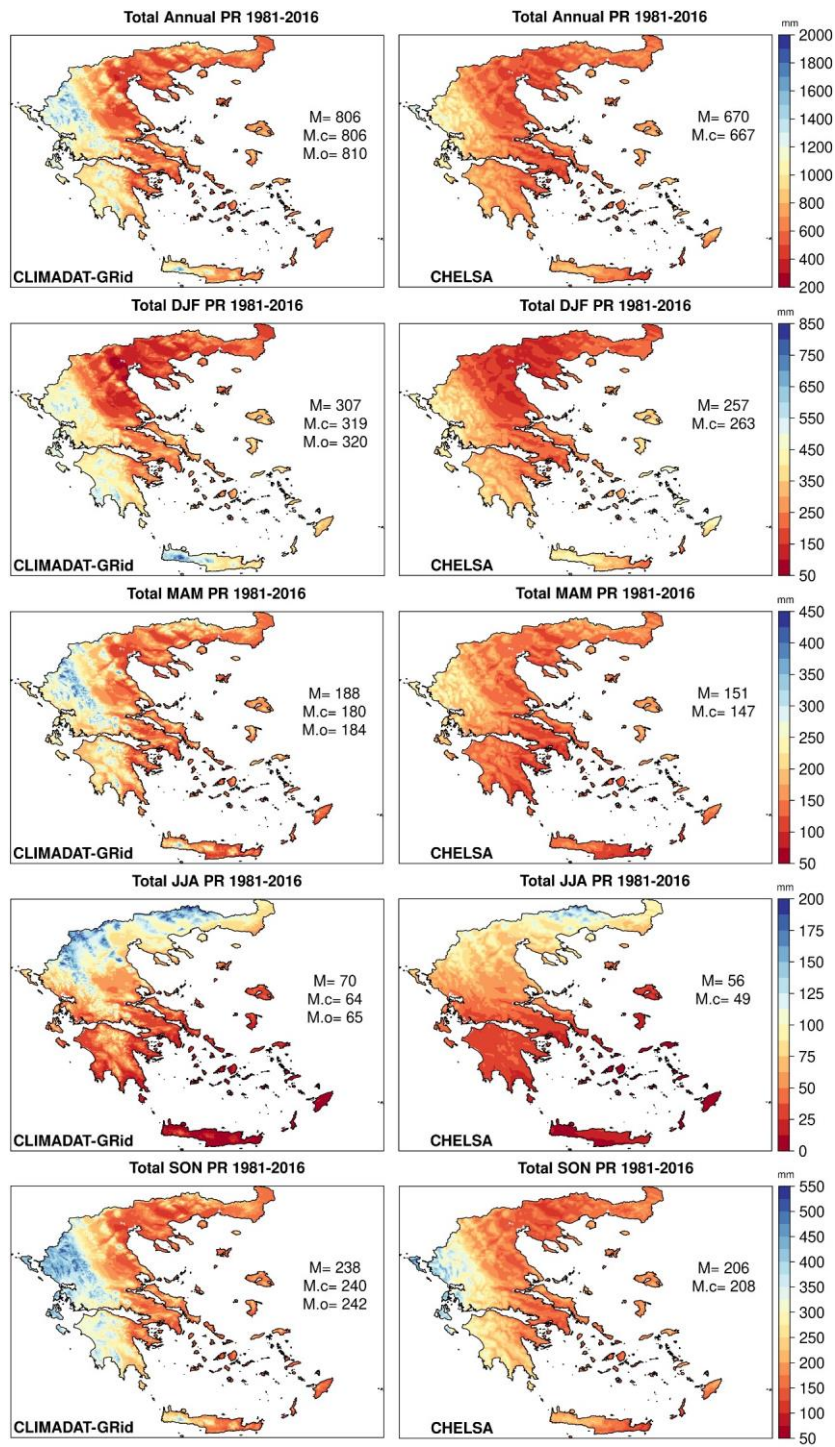 Total Annual PR 1981-2016
M= 806
M.c= 806
M.o= 810
CLIMADAT-GRid
Total Annual PR 1981-2016
M= 670
M.c= 667
CHELSA
mm
2000
1800
1600
1400
1200
1000
800
600
400
200
Total DJF PR 1981-2016
M= 307
M.c= 319
M.o= 320
CLIMADAT-GRid
Total DJF PR 1981-2016
M= 257
M.c= 263
CHELSA
mm
850
750
650
550
450
350
250
150
50
Total MAM PR 1981-2016
M= 188
M.c= 180
M.o= 184
CLIMADAT-GRid
Total MAM PR 1981-2016
M= 151
M.c= 147
CHELSA
mm
450
400
350
300
250
200
150
100
50
Total JJA PR 1981-2016
M= 70
M.c= 64
M.o= 65
CLIMADAT-GRid
Total JJA PR 1981-2016
M= 56
M.c= 49
CHELSA
mm
200
175
150
125
100
75
50
25
0
Total SON PR 1981-2016
M= 238
M.c= 240
M.o= 242
CLIMADAT-GRid
Total SON PR 1981-2016
M= 206
M.c= 208
CHELSA
mm
550
500
450
400
350
300
250
200
150
100
50